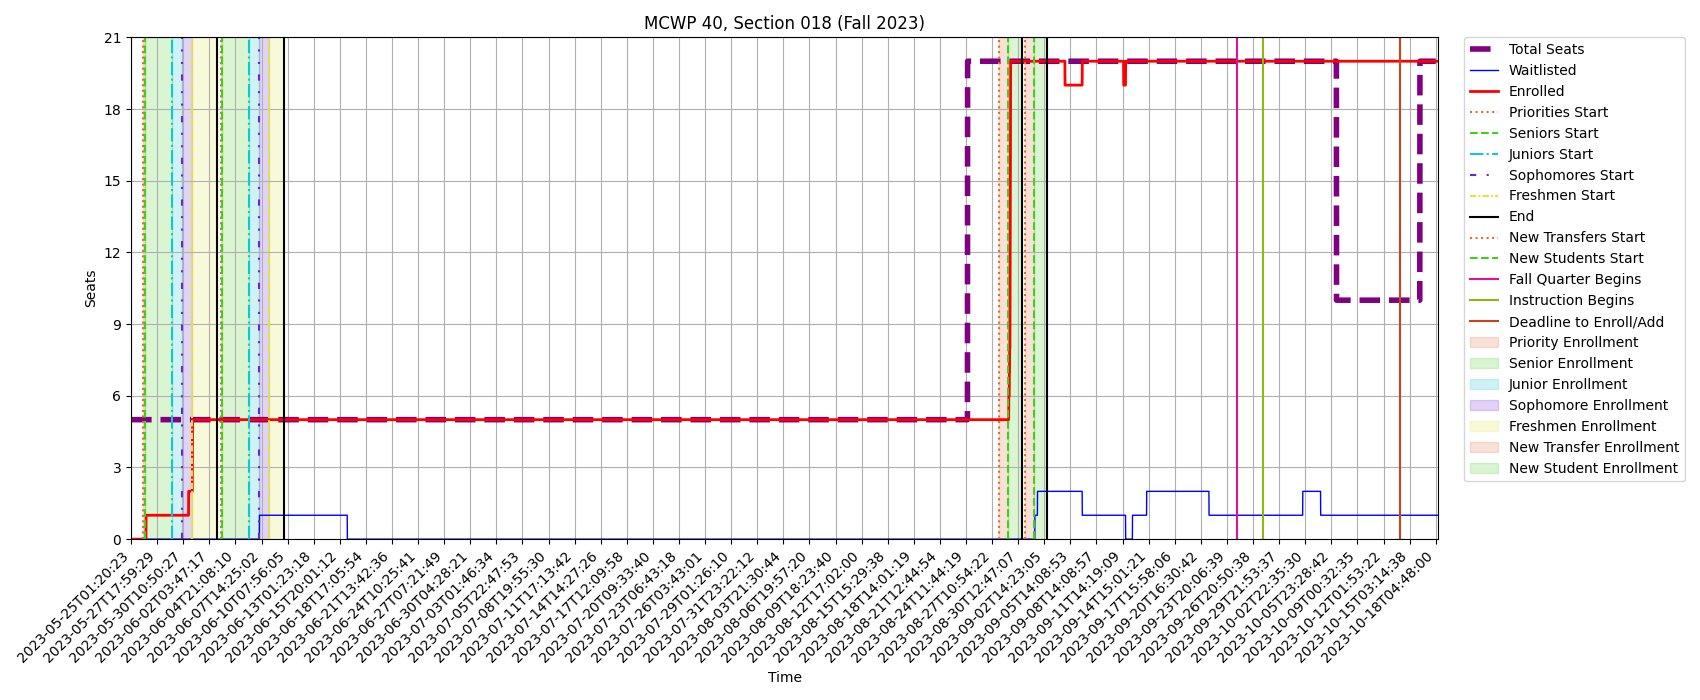 MCWP 40, Section 018 (Fall 2023)
21
18
15
12
9
6
3
0
Seats
2023-05-25T01:20:23
2023-05-27T17:59:29
2023-05-30T10:50:27
2023-06-02T03:47:17
2023-06-04T21:08:10
2023-06-07T14:25:02
2023-06-10T07:56:05
2023-06-13T01:23:18
2023-06-15T20:01:12
2023-06-18T17:05:54
2023-06-21T13:42:36
2023-06-24T10:25:41
2023-06-27T07:21:49
2023-06-30T04:28:21
2023-07-03T01:46:34
2023-07-05T22:47:53
2023-07-08T19:55:30
2023-07-11T17:13:42
2023-07-14T14:27:26
2023-07-17T12:09:58
2023-07-20T09:33:40
2023-07-23T06:43:18
2023-07-26T03:43:01
2023-07-29T01:26:10
2023-07-31T23:22:12
2023-08-03T21:30:44
2023-08-06T19:57:20
2023-08-09T18:23:40
2023-08-12T17:02:00
2023-08-15T15:29:38
2023-08-18T14:01:19
2023-08-21T12:44:54
2023-08-24T11:44:19
2023-08-27T10:54:22
2023-08-30T12:47:07
2023-09-02T14:23:05
2023-09-05T14:08:53
2023-09-08T14:08:57
2023-09-11T14:19:09
2023-09-14T15:01:21
2023-09-17T15:58:06
2023-09-20T16:30:42
2023-09-23T20:06:39
2023-09-26T20:50:38
2023-09-29T21:53:37
2023-10-02T22:35:30
2023-10-05T23:28:42
2023-10-09T00:32:35
2023-10-12T01:53:22
2023-10-15T03:14:38
2023-10-18T04:48:00
Time
Total Seats
Waitlisted
Enrolled
Priorities Start
Seniors Start
Juniors Start
Sophomores Start
Freshmen Start
End
New Transfers Start
New Students Start
Fall Quarter Begins
Instruction Begins
Deadline to Enroll/Add
Priority Enrollment
Senior Enrollment
Junior Enrollment
Sophomore Enrollment
Freshmen Enrollment
New Transfer Enrollment
New Student Enrollment